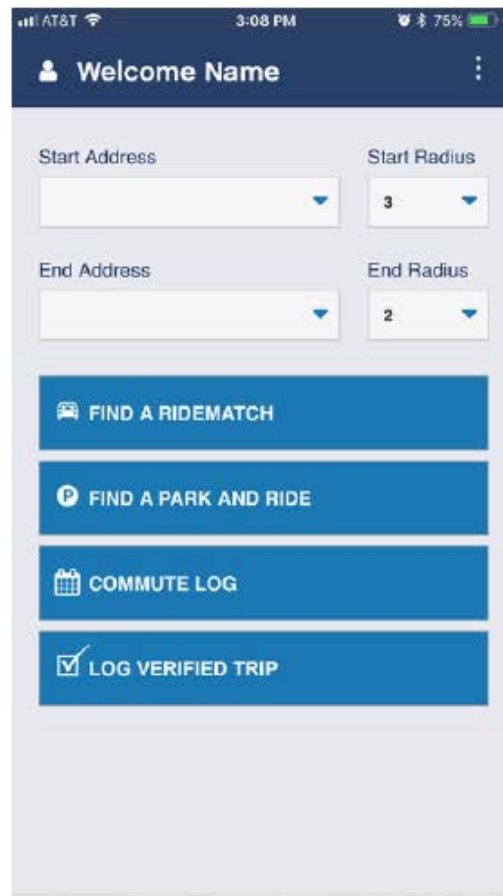 AT&T 3:08 PM 75%
Welcome Name
Start Address Start Radius
3
End Address End Radius
2
FIND A RIDEMATCH
P FIND A PARK AND RIDE
COMMUTE LOG
LOG VERIFIED TRIP